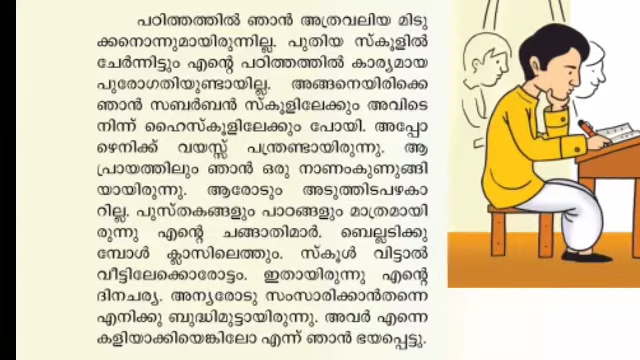 പഠിത്തത്തിൽ ഞാൻ അത്രവലിയ മിടു
ക്കനൊന്നുമായിരുന്നില്ല. പുതിയ സ്കൂളിൽ
ചേർന്നിട്ടും എന്റെ പഠിത്തത്തിൽ കാര്യമായ
പുരോഗതിയുണ്ടായില്ല. അങ്ങനെയിരിക്കെ
ഞാൻ സബർബൻ സ്കൂളിലേക്കും അവിടെ
നിന്ന് ഹൈസ്കൂളിലേക്കും പോയി. അപ്പോ
ഴെനിക്ക് വയസ്സ് പന്ത്രണ്ടായിരുന്നു. ആ
പ്രായത്തിലും ഞാൻ ഒരു നാണംകുണുങ്ങി
യായിരുന്നു. ആരോടും അടുത്തിടപഴകാ
റില്ല. പുസ്തകങ്ങളും പാഠങ്ങളും മാത്രമായി
രുന്നു എന്റെ ചങ്ങാതിമാർ. ബെല്ലടിക്കു
മ്പോൾ ക്ലാസിലെത്തും. സ്കൂൾ വിട്ടാൽ
വീട്ടിലേക്കൊരോട്ടം. ഇതായിരുന്നു എന്റെ
ദിനചര്യ. അന്യരോടു സംസാരിക്കാൻതന്നെ
എനിക്കു ബുദ്ധിമുട്ടായിരുന്നു. അവർ എന്നെ
കളിയാക്കിയെങ്കിലോ എന്ന് ഞാൻ ഭയപ്പെട്ടു.